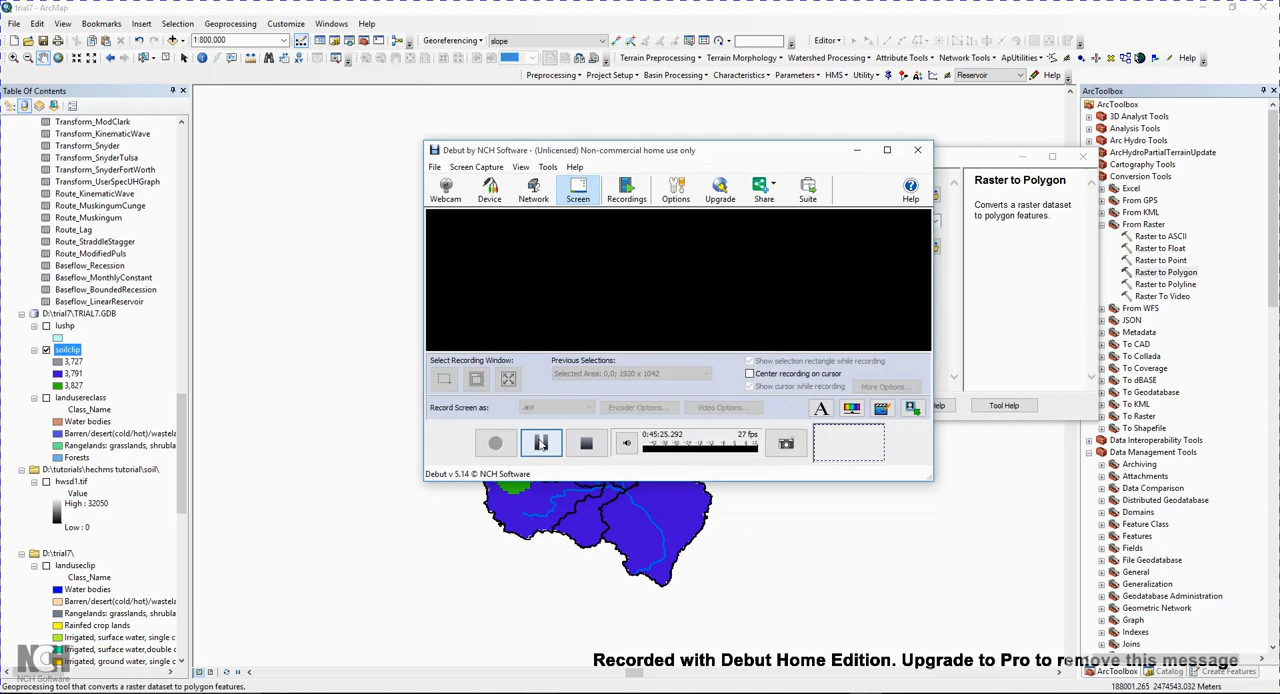 trial7 - ArcMap
File Edit View Bookmarks Insert Selection Geoprocessing Customize Windows Help
1:800,000 Georeferencing slope Editor
Terrain Preprocessing Terrain Morphology Watershed Processing Attribute Tools Network Tools ApUtilities Help
Preprocessing Project Setup Basin Processing Characteristics Parameters HMS Utility Reservoir Help
Table Of Contents
Transform_ModClark
Transform_KinematicWave
Transform_Snyder
Transform_SnyderTulsa
Transform_SnyderFortWorth
Transform_UserSpecUHGraph
Route_KinematicWave
Route_MuskingumCunge
Route_Muskingum
Route_Lag
Route_StraddleStagger
Route_ModifiedPuls
Baseflow_Recession
Baseflow_MonthlyConstant
Baseflow_BoundedRecession
Baseflow_LinearReservoir
D:\trial7\TRIAL7.GDB
lushp
soilclip
3,727
3,791
3,827
landusereclass
Class_Name
Water bodies
Barren/desert(cold/hot)/wastela
Rangelands: grasslands, shrubla
Forests
D:\tutorials\hechms tutorial\soil\
hwsd1.tif
Value
High : 32050
Low : 0
D:\trial7\
landuseclip
Class_Name
Water bodies
Barren/desert(cold/hot)/wastela
Rangelands: grasslands, shrubla
Rainfed crop lands
Irrigated, surface water, single c
Irrigated, surface water,double c
Irrigated, ground water, single c
NCH
NCH Software
Debut by NCH Software - (Unlicensed) Non-commercial home use only
File Screen Capture View Tools Help
Webcam Device Network Screen Recordings Options Upgrade Share Suite Help
Select Recording Window: Previous Selections:
Selected Area: 0,0; 1920 x 1042
Show selection rectangle while recording
Center recording on cursor
Show cursor while recording More Options...
Record Screen as: .avi Encoder Options... Video Options...
A
0:45:25.292 27 fps
Debut v 5.14 © NCH Software
Raster to Polygon
Converts a raster dataset
to polygon features.
Help Tool Help
ArcToolbox
ArcToolbox
3D Analyst Tools
Analysis Tools
Arc Hydro Tools
ArcHydroPartialTerrainUpdate
Cartography Tools
Conversion Tools
Excel
From GPS
From KML
From Raster
Raster to ASCII
Raster to Float
Raster to Point
Raster to Polygon
Raster to Polyline
Raster To Video
From WFS
JSON
Metadata
To CAD
To Collada
To Coverage
To dBASE
To Geodatabase
To KML
To Raster
To Shapefile
Data Interoperability Tools
Data Management Tools
Archiving
Attachments
Data Comparison
Distributed Geodatabase
Domains
Feature Class
Features
Fields
File Geodatabase
General
Generalization
Geodatabase Administration
Geometric Network
Graph
Indexes
Joins
Recorded with Debut Home Edition. Upgrade to Pro to remove this message
ArcToolbox Catalog Create Features
Geoprocessing tool that converts a raster dataset to polygon features. 188001.265 2474543.032 Meters